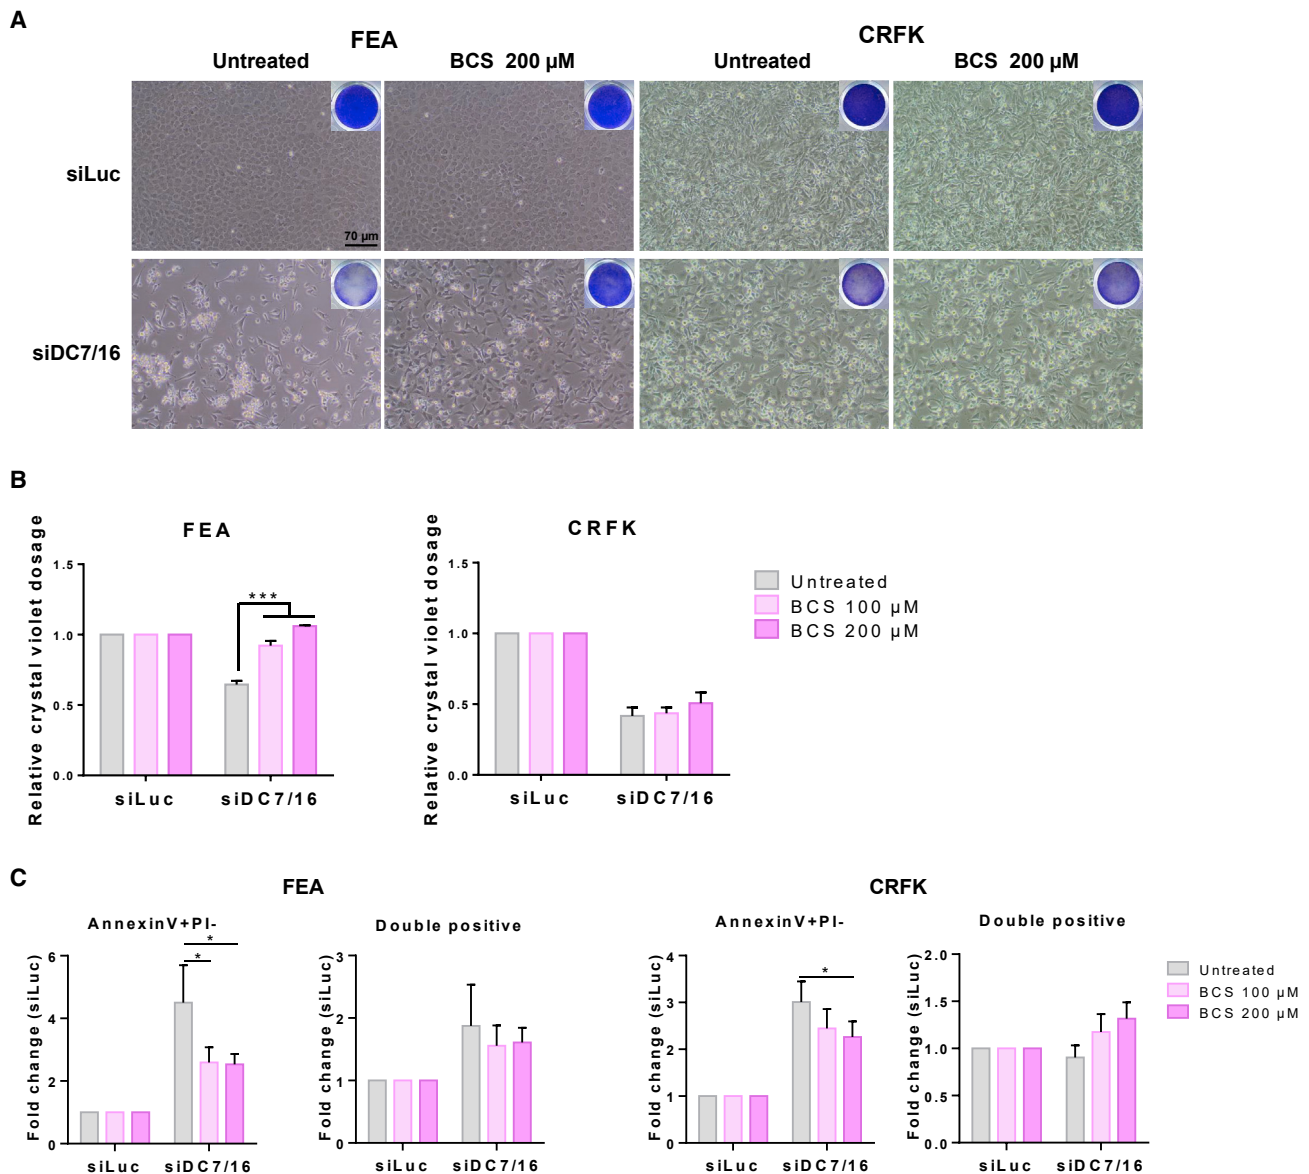 A
FEA
CRFK
Untreated
BCS 200 µM
Untreated
BCS 200 µM
siLuc
70 µm
siDC7/16
B
FEA
Relative crystal violet dosage
1.5
1.0
0.5
0.0
***
siLuc
siDC7/16
CRFK
Relative crystal violet dosage
1.5
1.0
0.5
0.0
siLuc
siDC7/16
Untreated
BCS 100 µM
BCS 200 µM
C
FEA
CRFK
AnnexinV+PI-
Fold change (siLuc)
6
4
2
0
*
*
siLuc
siDC7/16
Double positive
Fold change (siLuc)
3
2
1
0
siLuc
siDC7/16
AnnexinV+PI-
Fold change (siLuc)
4
3
2
1
0
*
siLuc
siDC7/16
Double positive
Fold change (siLuc)
2.0
1.5
1.0
0.5
0.0
siLuc
siDC7/16
Untreated
BCS 100 µM
BCS 200 µM